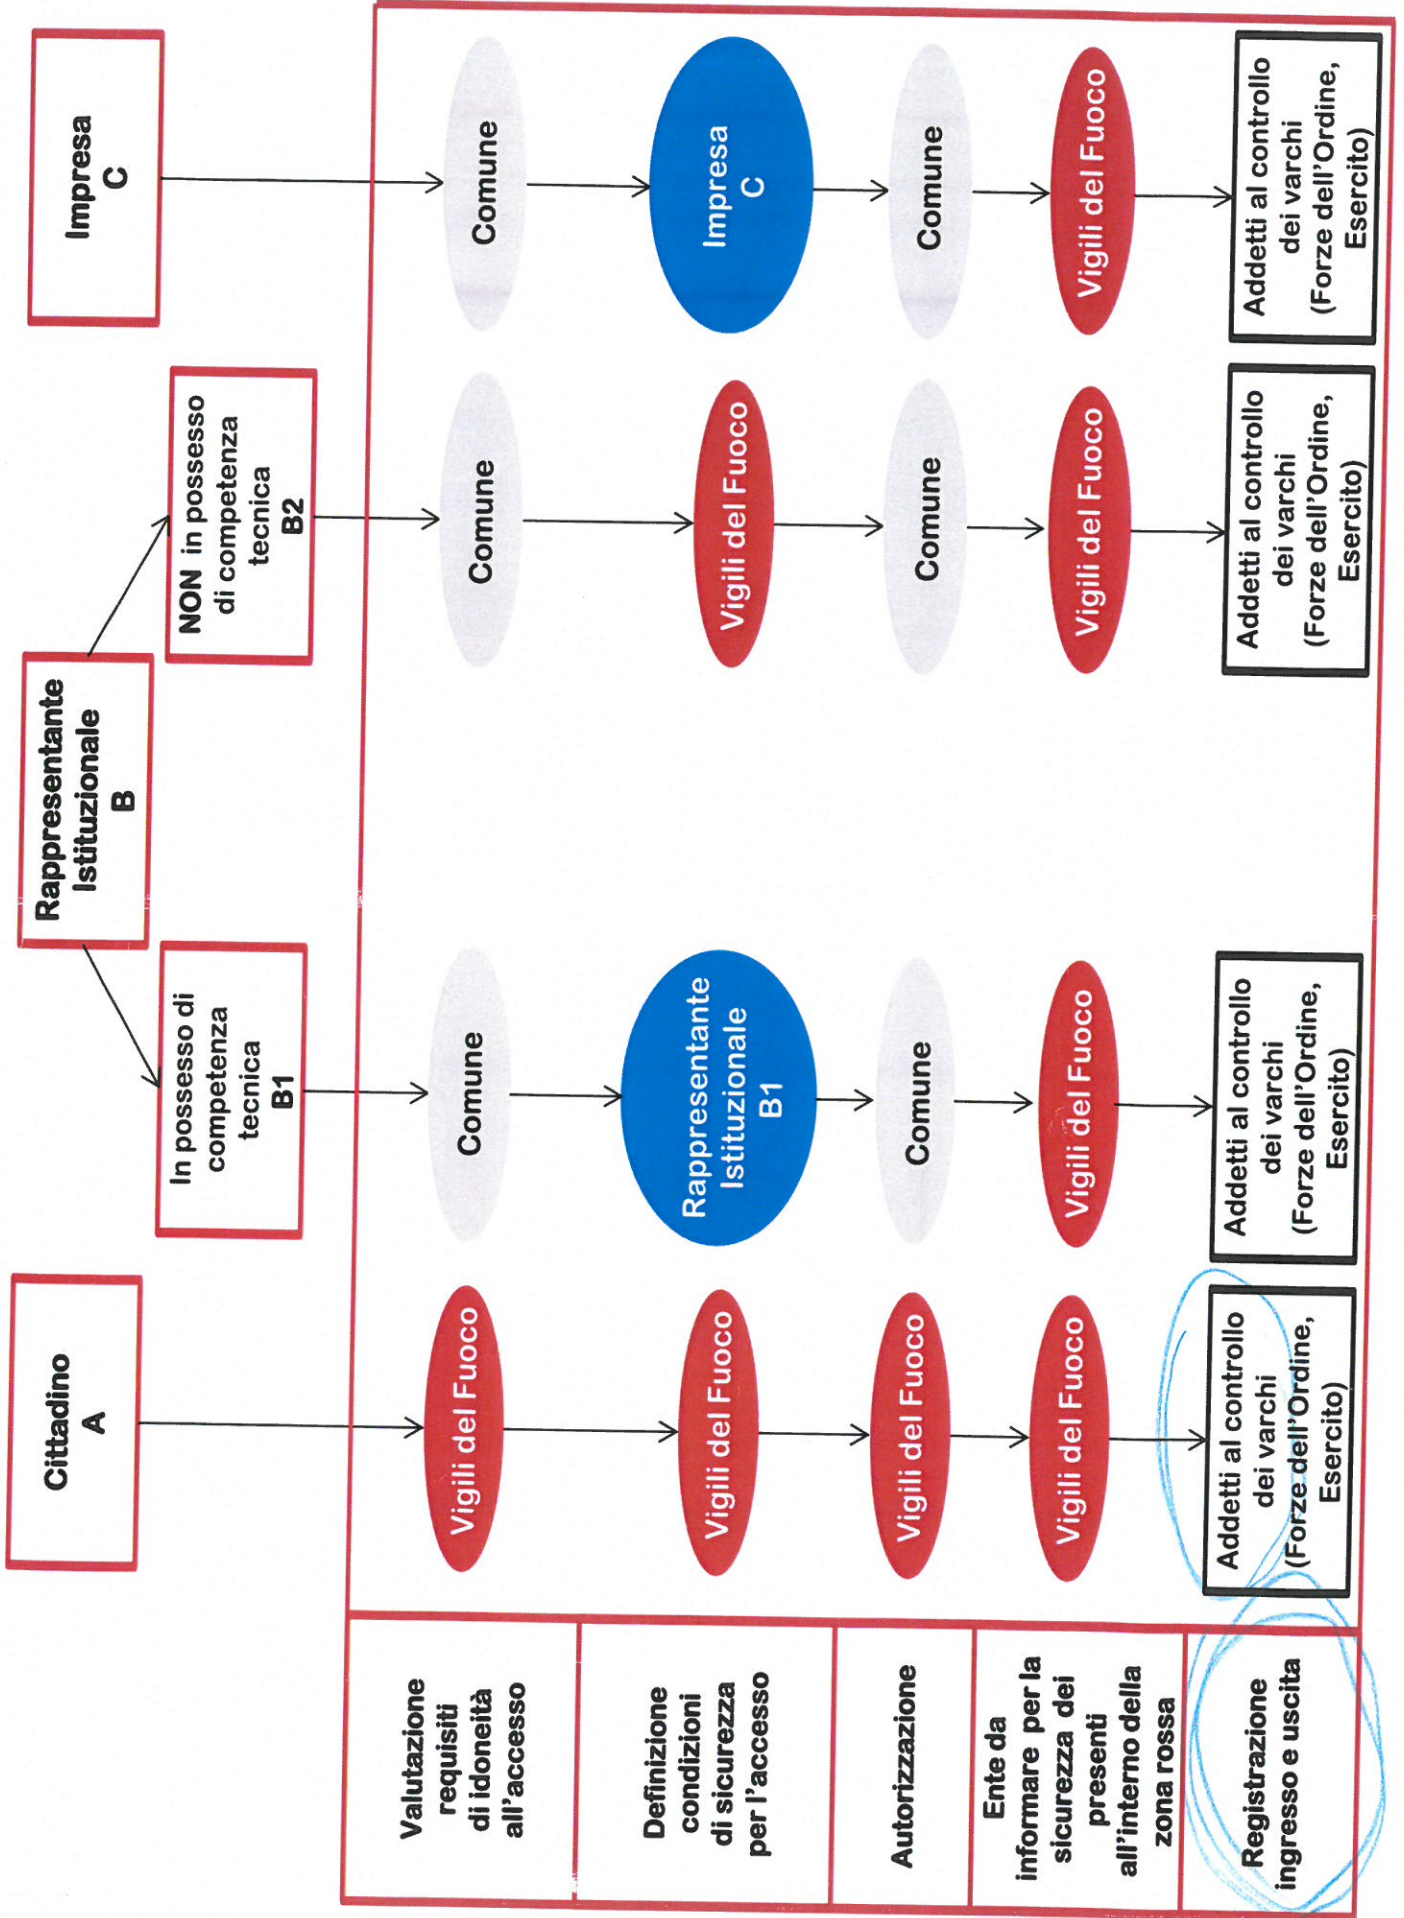 Cittadino
A
Rappresentante
Istituzionale
B
Impresa
C
In possesso di
competenza
tecnica
B1
NON in possesso
di competenza
tecnica
B2
Valutazione
requisiti
di idoneità
all'accesso
Vigili del Fuoco
Comune
Comune
Comune
Definizione
condizioni
di sicurezza
per l'accesso
Vigili del Fuoco
Rappresentante
Istituzionale
B1
Vigili del Fuoco
Impresa
C
Autorizzazione
Vigili del Fuoco
Comune
Comune
Comune
Ente da
informare per la
sicurezza dei
presenti
all'interno della
zona rossa
Vigili del Fuoco
Vigili del Fuoco
Vigili del Fuoco
Vigili del Fuoco
Registrazione
ingresso e uscita
Addetti al controllo
dei varchi
(Forze dell'Ordine,
Esercito)
Addetti al controllo
dei varchi
(Forze dell'Ordine,
Esercito)
Addetti al controllo
dei varchi
(Forze dell'Ordine,
Esercito)
Addetti al controllo
dei varchi
(Forze dell'Ordine,
Esercito)